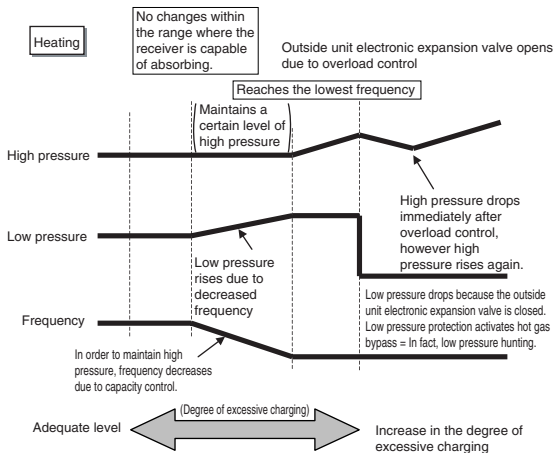 Heating
No changes within
the range where the
receiver is capable
of absorbing.
Outside unit electronic expansion valve opens
due to overload control
Reaches the lowest frequency
Maintains a
certain level of
high pressure
High pressure
High pressure drops
immediately after
overload control,
however high
pressure rises again.
Low pressure
Low pressure
rises due to
decreased
frequency
Low pressure drops because the outside
unit electronic expansion valve is closed.
Low pressure protection activates hot gas
bypass = In fact, low pressure hunting.
Frequency
In order to maintain high
pressure, frequency decreases
due to capacity control.
(Degree of excessive charging)
Adequate level
Increase in the degree of
excessive charging